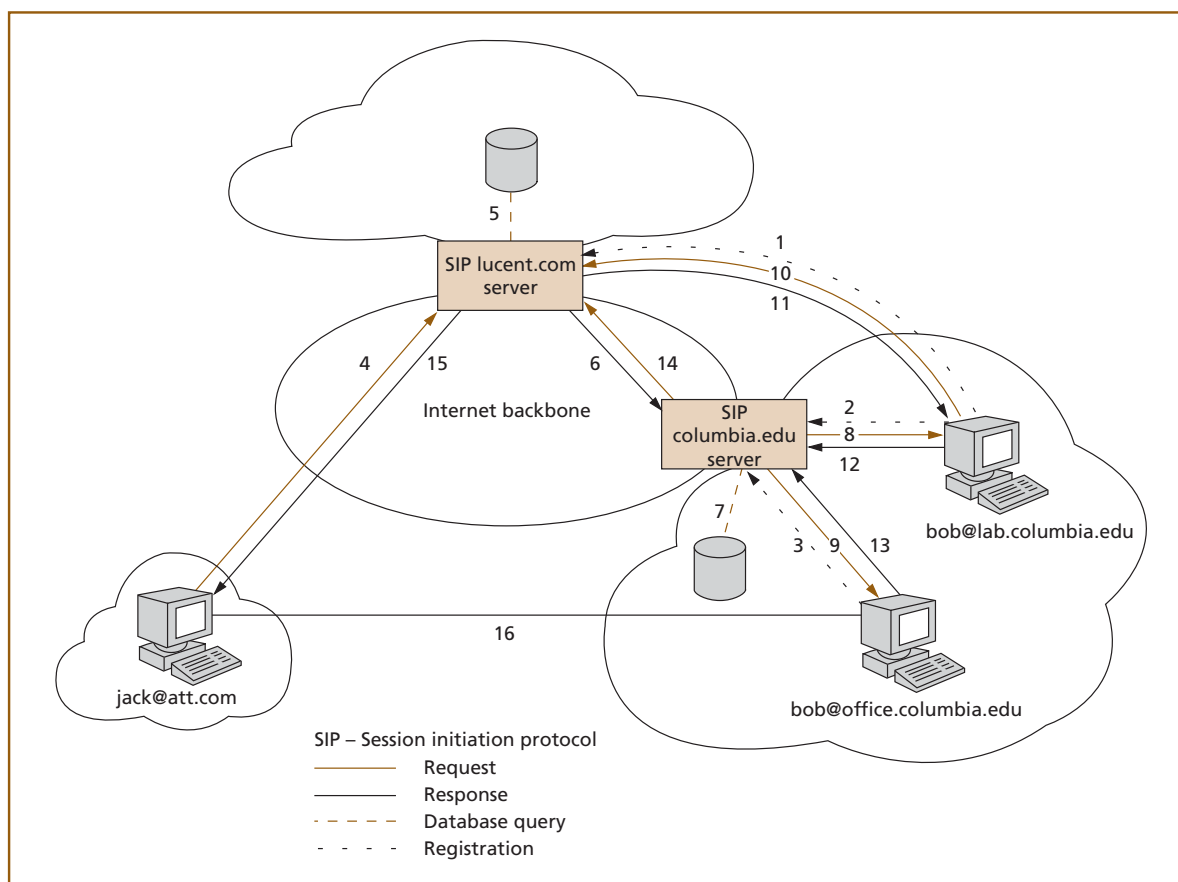 5
1
SIP lucent.com
server
10
11
4
15
6
14
Internet backbone
SIP
columbia.edu
server
2
8
12
bob@lab.columbia.edu
7
3
9
13
16
jack@att.com
bob@office.columbia.edu
SIP – Session initiation protocol
Request
Response
Database query
Registration